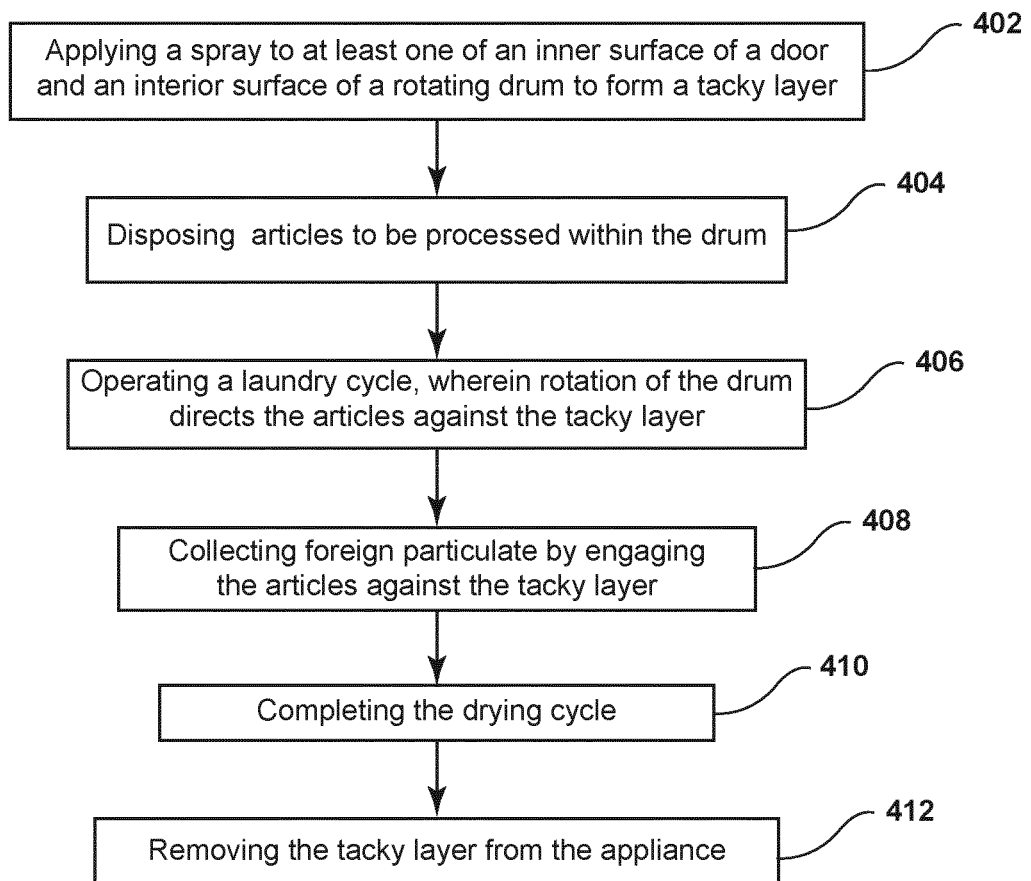 402
Applying a spray to at least one of an inner surface of a door
and an interior surface of a rotating drum to form a tacky layer
404
Disposing articles to be processed within the drum
406
Operating a laundry cycle, wherein rotation of the drum
directs the articles against the tacky layer
408
Collecting foreign particulate by engaging
the articles against the tacky layer
410
Completing the drying cycle
412
Removing the tacky layer from the appliance